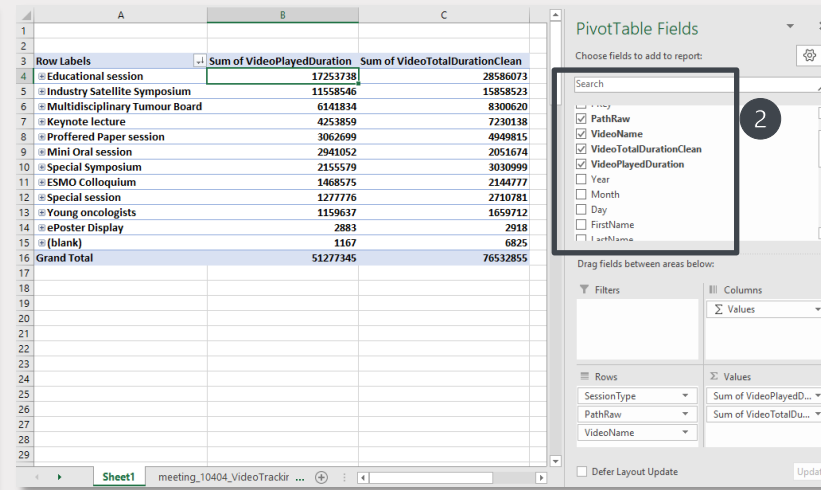 A B C
1
2
3 Row Labels Sum of VideoPlayedDuration Sum of VideoTotalDurationClean
4 Educational session 17253738 28586073
5 Industry Satellite Symposium 11558546 15858523
6 Multidisciplinary Tumour Board 6141834 8300620
7 Keynote lecture 4253859 7230138
8 Proffered Paper session 3062699 4949815
9 Mini Oral session 2941052 2051674
10 Special Symposium 2155579 3030999
11 ESMO Colloquium 1468575 2144777
12 Special session 1277776 2710781
13 Young oncologists 1159637 1659712
14 ePoster Display 2883 2918
15 (blank) 1167 6825
16 Grand Total 51277345 76532855
17
18
19
20
21
22
23
24
25
26
27
28
29
Sheet1 meeting_10404_VideoTrackir ...
PivotTable Fields
Choose fields to add to report:
Search
2
PathRaw
VideoName
VideoTotalDurationClean
VideoPlayedDuration
Year
Month
Day
FirstName
LastName
Drag fields between areas below:
Filters
Columns
Σ Values
Rows
Σ Values
SessionType
Sum of VideoPlayedD...
PathRaw
Sum of VideoTotalDu...
VideoName
Defer Layout Update
Updat